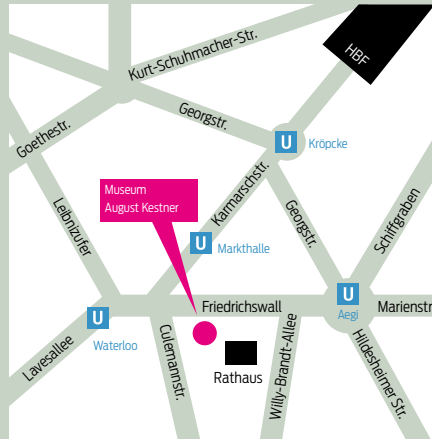 HBF
Kurt-Schuhmacher-Str.
Georgstr.
Goethestr.
U
Kröpcke
Museum
August Kestner
Karmarschstr.
Leibnizufer
Georgstr.
Schiffgraben
U
Markthalle
U
Aegi
Friedrichswall
Marienstr
U
Waterloo
Lavesallee
Culemannstr.
Rathaus
Willy-Brandt-Allee
Hildesheimer Str.